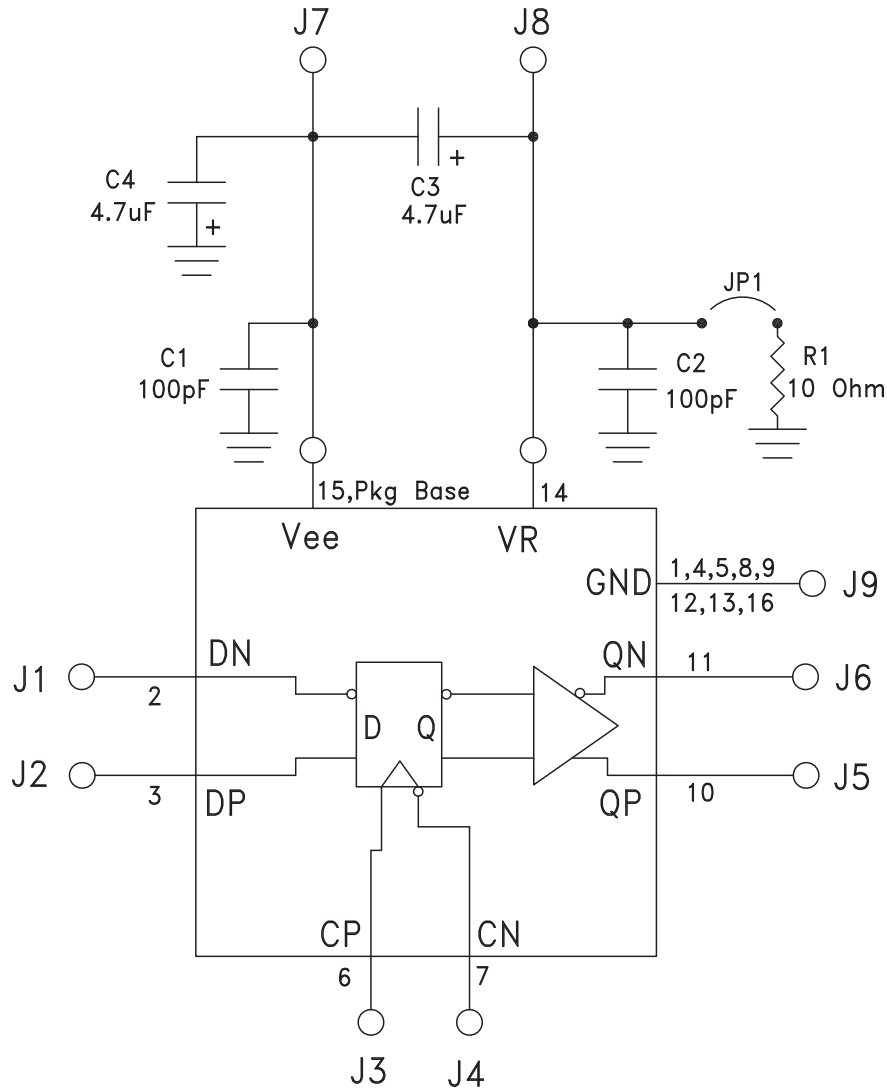 J7
J8
C4
4.7uF
+
C3
4.7uF
+
JP1
C1
100pF
C2
100pF
R1
10 Ohm
15,Pkg Base
14
Vee
VR
GND
1,4,5,8,9
12,13,16
J9
J1
2
DN
QN
11
J6
D
Q
J2
3
DP
QP
10
J5
CP
CN
6
7
J3
J4